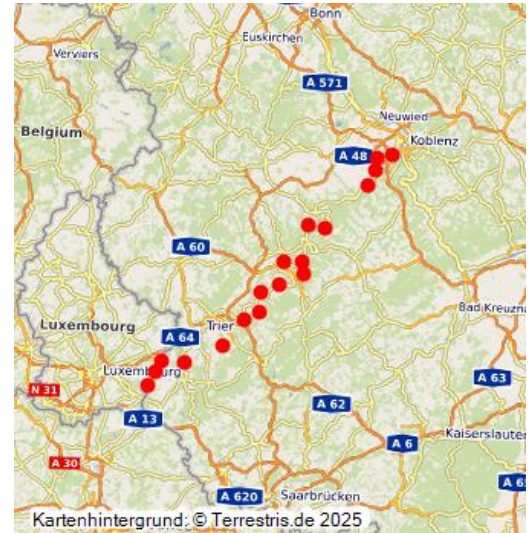 Bonn
Euskirchen
Verviers
A 571
Neuwied
Belgium
Koblenz
A 48
A 60
Luxembourg
Bad Kreuzna
Trier
A 64
Luxembourg
N 31
A 63
A 62
A 13
A 6
Kaiserslauter
A 30
A 620
Saarbrücken
Kartenhintergrund: © Terrestris.de 2025